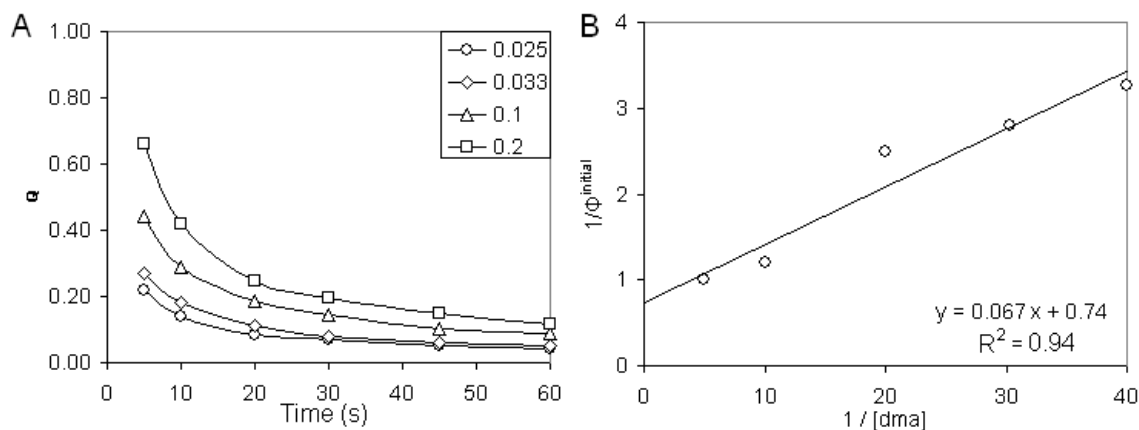 A
1.00
0.80
0.60
0.40
0.20
0.00
Φ
0 10 20 30 40 50 60
Time (s)
0.025
0.033
0.1
0.2
B
4
3
2
1
0
1/Φinitial
0 10 20 30 40
1 / [dma]
y = 0.067 x + 0.74
R2 = 0.94